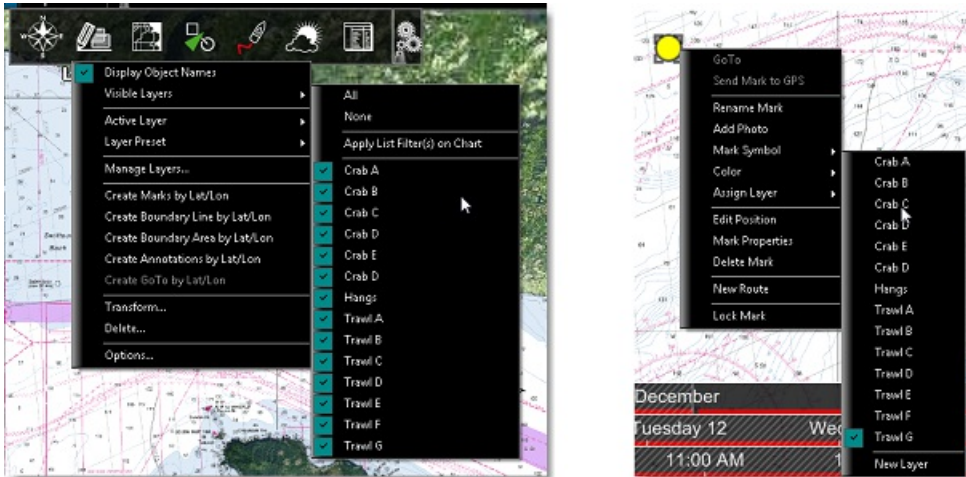 Display Object Names
Visible Layers
Active Layer
Layer Preset
Manage Layers...
Create Marks by Lat/Lon
Create Boundary Line by Lat/Lon
Create Boundary Area by Lat/Lon
Create Annotations by Lat/Lon
Create GoTo by Lat/Lon
Transform...
Delete...
Options...
All
None
Apply List Filter(s) on Chart
Crab A
Crab B
Crab C
Crab D
Crab E
Crab D
Hangs
Trawl A
Trawl B
Trawl C
Trawl D
Trawl E
Trawl F
Trawl G
GoTo
Send Mark to GPS
Rename Mark
Add Photo
Mark Symbol
Color
Assign Layer
Edit Position
Mark Properties
Delete Mark
New Route
Lock Mark
Crab A
Crab B
Crab C
Crab D
Crab E
Crab D
Hangs
Trawl A
Trawl B
Trawl C
Trawl D
Trawl E
Trawl F
Trawl G
New Layer
December
Tuesday 12
11:00 AM